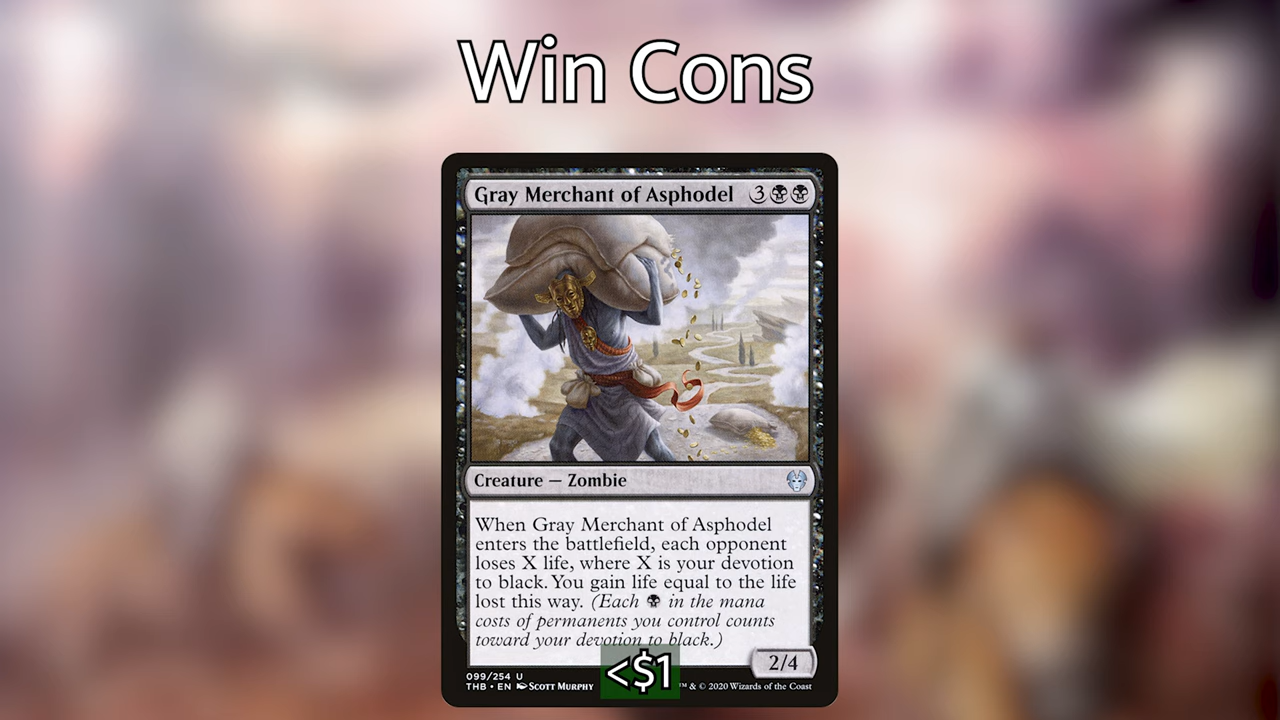 Win Cons
Gray Merchant of Asphodel 3
Creature — Zombie
When Gray Merchant of Asphodel
enters the battlefield, each opponent
loses X life, where X is your devotion
to black. You gain life equal to the life
lost this way. (Each in the mana
costs of permanents you control counts
toward your devotion to black.)
2/4
<$1
099/254 U
THB • EN SCOTT MURPHY ™ & © 2020 Wizards of the Coast